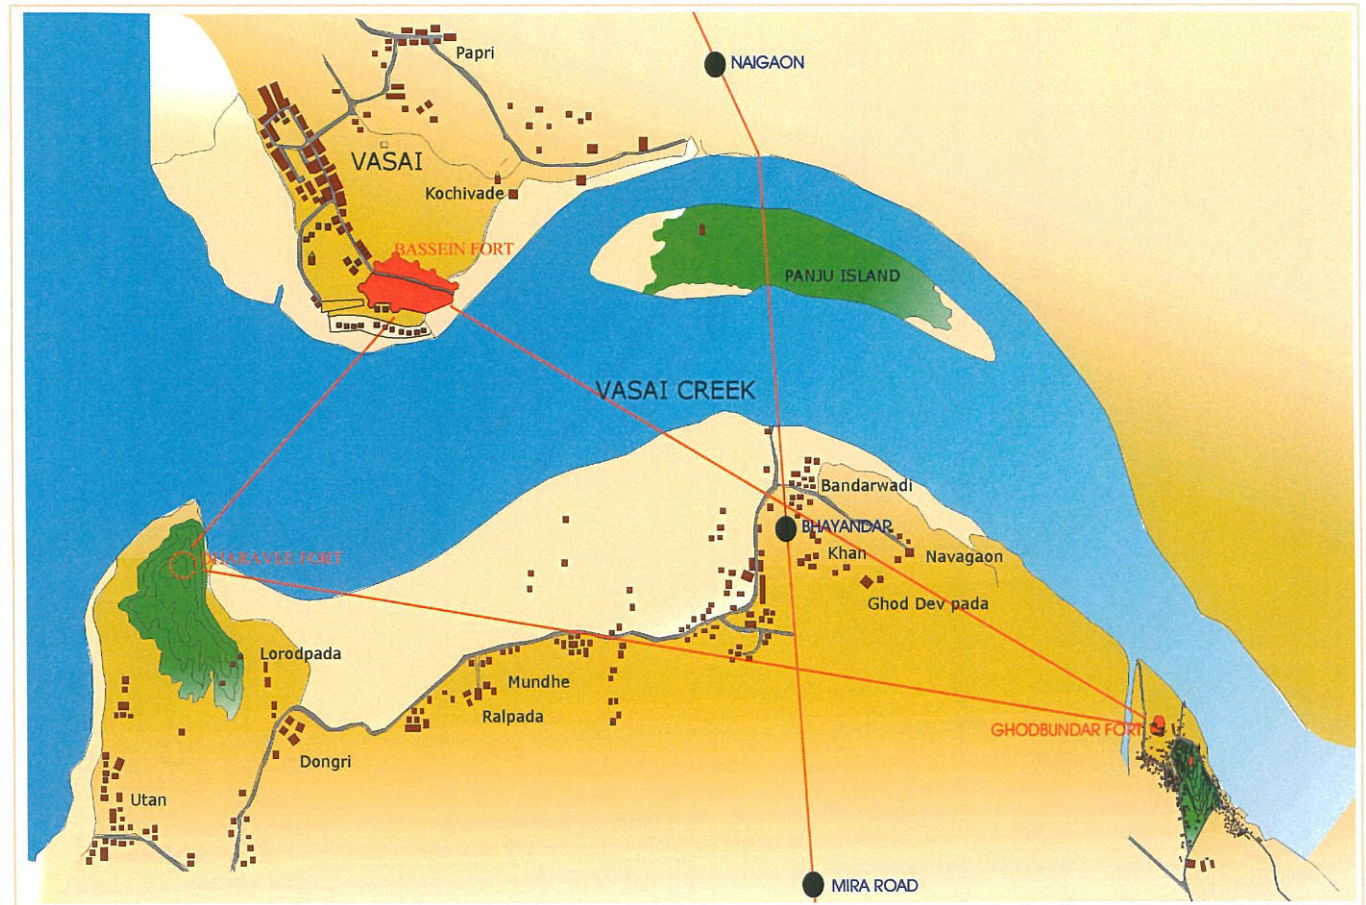 Papri
NAIGAON
VASAI
Kochivade
BASSEIN FORT
PANJU ISLAND
VASAI CREEK
Bandarwadi
BHAYANDAR
Khan
Navagaon
DHARAVEE FORT
Ghod Dev pada
Lorodpada
Mundhe
Ralpada
GHODBUNDAR FORT
Dongri
Utan
MIRA ROAD